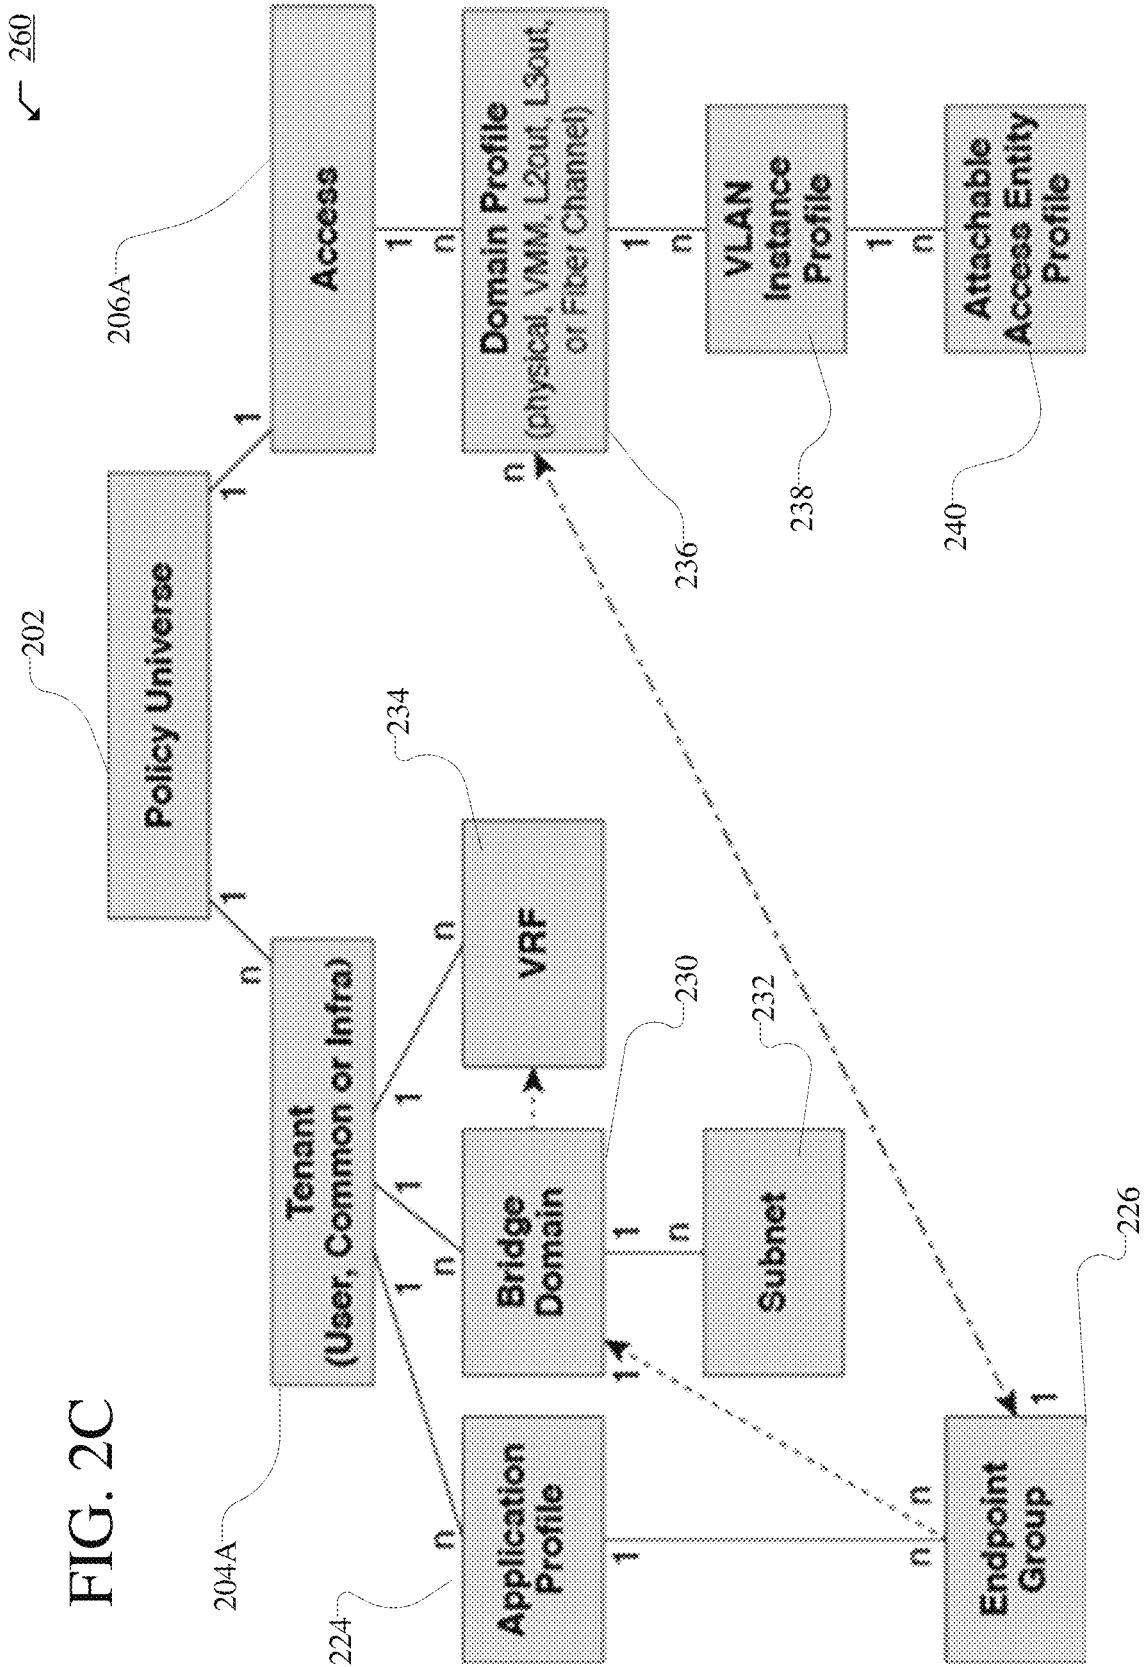 FIG. 2C
260
202
Policy Universe
1
n
1
1
204A
Tenant
(User, Common or Infra)
206A
Access
1
1
1
1
n
n
n
n
224
Application
Profile
Bridge
Domain
VRF
234
Domain Profile
(physical, VMM, L2out, L3out,
or Fiber Channel)
n
1
1
1
1
230
236
n
n
Subnet
232
VLAN
Instance
Profile
238
1
n
n
n
Endpoint
Group
1
226
Attachable
Access Entity
Profile
240